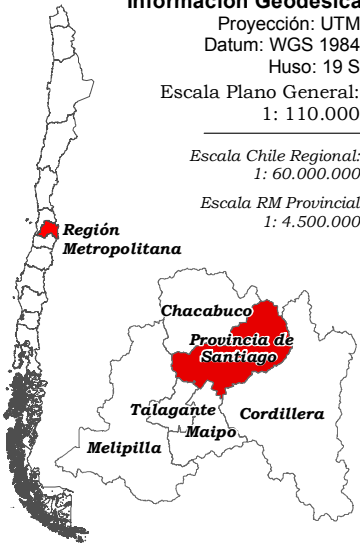 Información Geodésica
Proyección: UTM
Datum: WGS 1984
Huso: 19 S
Escala Plano General:
1: 110.000
Escala Chile Regional:
1: 60.000.000
Escala RM Provincial
1: 4.500.000
Región
Metropolitana
Chacabuco
Provincia de
Santiago
Talagante
Cordillera
Maipo
Melipilla